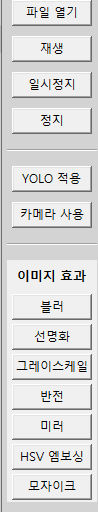 파일 열기
재생
일시정지
정지
YOLO 적용
카메라 사용
이미지 효과
블러
선명화
그레이스케일
반전
미러
HSV 엠보싱
모자이크